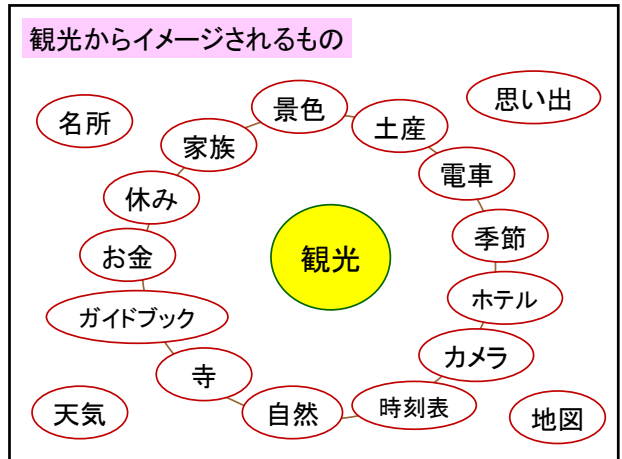 観光からイメージされるもの
名所
思い出
景色
土産
家族
電車
休み
季節
お金
観光
ホテル
ガイドブック
カメラ
寺
時刻表
自然
天気
地図